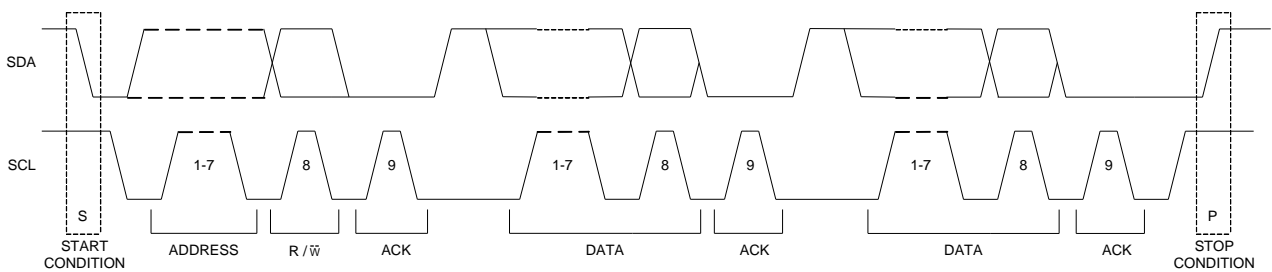 SDA
SCL
1-7
8
9
1-7
8
9
1-7
8
9
S
P
START
CONDITION
ADDRESS
R / W̅
ACK
DATA
ACK
DATA
ACK
STOP
CONDITION